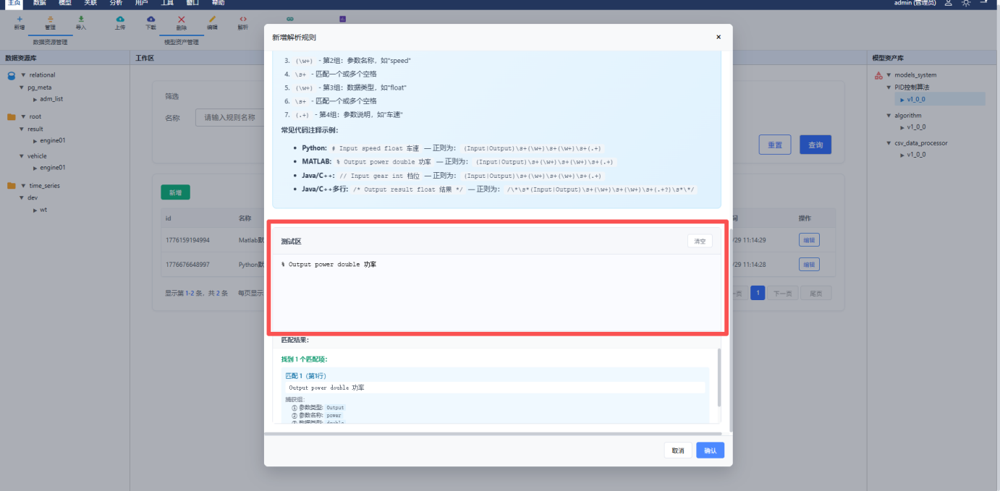 主页 数据 模型 关联 分析 用户 工具 窗口 帮助 admin (管理员)
新增 管理 导入 上传 下载 删除 编辑 解析
数据资源管理 模型资产管理
数据资源库
▼ relational
▼ pg_meta
▶ adm_list
▼ root
▼ result
▶ engine01
▼ vehicle
▶ engine01
▼ time_series
▼ dev
▶ wt
工作区
筛选
名称 请输入规则名称
重置 查询
新增
id 名称 操作
1776159194994 Matlab默 /29 11:14:29 编辑
1776676648997 Python默 /29 11:14:28 编辑
显示第 1-2 条，共 2 条 每页显示 一页 1 下一页 尾页
新增解析规则 ×
3. (\w+) - 第2组：参数名称，如"speed"
4. \s+ - 匹配一个或多个空格
5. (\w+) - 第3组：数据类型，如"float"
6. \s+ - 匹配一个或多个空格
7. (.+) - 第4组：参数说明，如"车速"
常见代码注释示例：
• Python: # Input speed float 车速 — 正则为： (Input|Output)\s+(\w+)\s+(\w+)\s+(.+)
• MATLAB: % Output power double 功率 — 正则为： (Input|Output)\s+(\w+)\s+(\w+)\s+(.+)
• Java/C++: // Input gear int 档位 — 正则为： (Input|Output)\s+(\w+)\s+(\w+)\s+(.+)
• Java/C++多行: /* Output result float 结果 */ — 正则为： /\*\s*(Input|Output)\s+(\w+)\s+(\w+)\s+(.+?)\s*\*/
测试区 清空
% Output power double 功率
匹配结果：
找到 1 个匹配项：
匹配 1（第1行）
Output power double 功率
捕获组：
① 参数类型: Output
② 参数名称: power
③ 数据类型: double
取消 确认
模型资产库
▼ models_system
▼ PID控制算法
▶ v1_0_0
▼ algorithm
▶ v1_0_0
▼ csv_data_processor
▶ v1_0_0